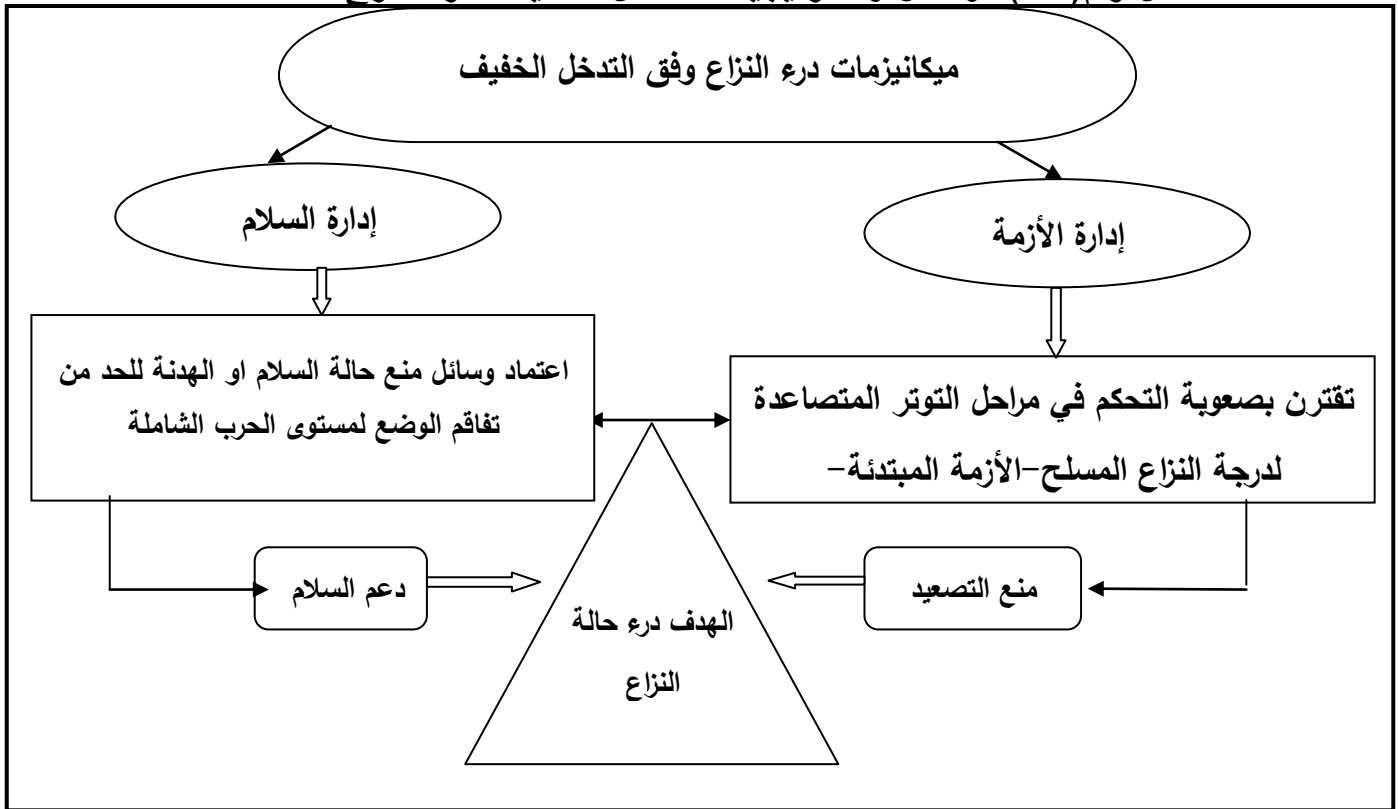 ميكانيزمات درء النزاع وفق التدخل الخفيف
إدارة الأزمة
إدارة السلام
تقترن بصعوبة التحكم في مراحل التوتر المتصاعدة
لدرجة النزاع المسلح-الأزمة المبتدئة-
اعتماد وسائل منع حالة السلام او الهدنة للحد من
تفاقم الوضع لمستوى الحرب الشاملة
منع التصعيد
دعم السلام
الهدف درء حالة
النزاع